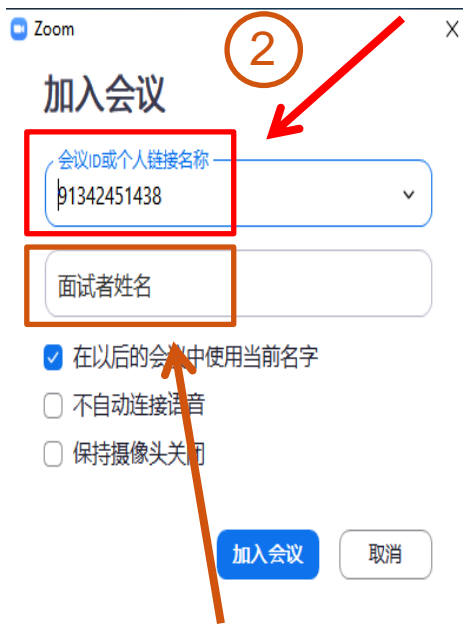 Zoom
2
加入会议
会议ID或个人链接名称
91342451438
面试者姓名
在以后的会议中使用当前名字
不自动连接语音
保持摄像头关闭
加入会议 取消